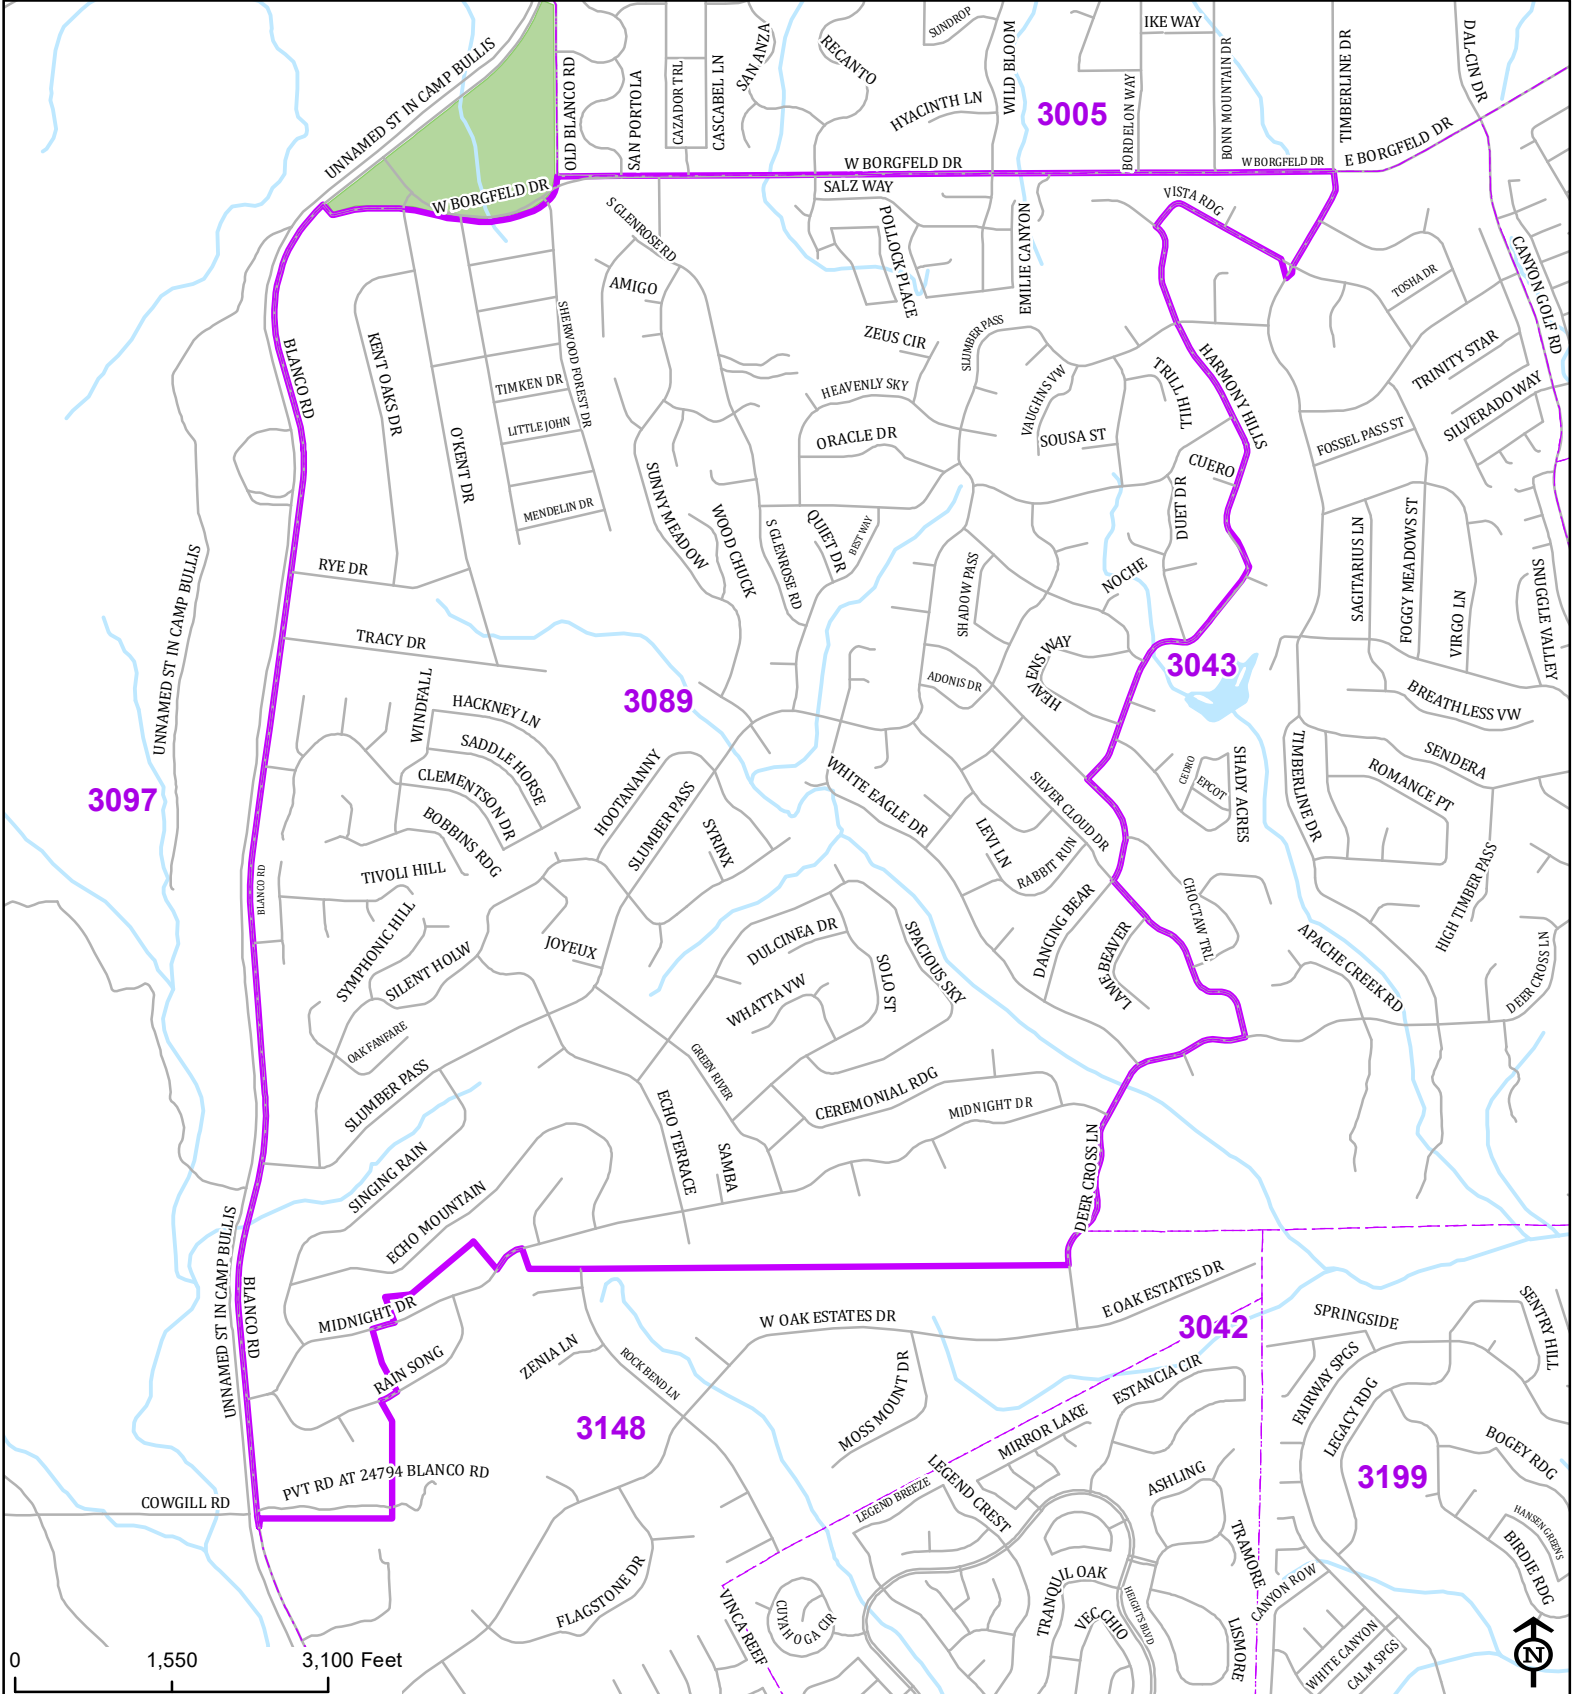 UNNAMED ST IN CAMP BULLIS
OLD BLANCO RD
SAN PORTOLA
CAZADOR TRL
CASCABEL LN
SAN ANZA
RECANTO
SUNDROP
WILD BLOOM
HYACINTH LN
3005
IKE WAY
BORDELON WAY
BONN MOUNTAIN DR
TIMBERLINE DR
DAL-CIN DR
W BORGFELD DR
W BORGFELD DR
W BORGFELD DR
E BORGFELD DR
SALZ WAY
S GLENROSE RD
POLLOCK PLACE
EMILIE CANYON
VISTA RDG
CANYON GOLF RD
TOSHA DR
AMIGO
BLANCO RD
KENT OAKS DR
SHERWOOD FOREST DR
ZEUS CIR
SLUMBER PASS
HARMONY HILLS
TRINITY STAR
TIMKEN DR
HEAVENLY SKY
VAUGHNS VW
TRILL HILL
SILVERADO WAY
LITTLE JOHN
O'KENT DR
ORACLE DR
SOUSA ST
FOSSEL PASS ST
CUERO
SUNNY MEADOW
WOOD CHUCK
S GLENROSE RD
QUIET DR
BEST WAY
DUET DR
MENDELIN DR
SAGITARIUS LN
FOGGY MEADOWS ST
VIRGO LN
SNUGGLE VALLEY
UNNAMED ST IN CAMP BULLIS
RYE DR
SHADOW PASS
NOCHE
TRACY DR
3043
ADONIS DR
HEAVENS WAY
WINDFALL
3089
HACKNEY LN
BREATHLESS VW
SADDLE HORSE
SENDERA
3097
CLEMENTSON DR
HOOTANANNY
SLUMBER PASS
WHITE EAGLE DR
SILVER CLOUD DR
CEDRO
EPCOT
SHADY ACRES
TIMBERLINE DR
ROMANCE PT
BOBBINS RDG
SYRINX
LEVI LN
RABBIT RUN
BLANCO RD
TIVOLI HILL
CHOCTAW TRL
HIGH TIMBER PASS
SYMPHONIC HILL
JOYEUX
DULCINEA DR
SPACIOUS SKY
DANCING BEAR
LAME BEAVER
APACHE CREEK RD
DEER CROSS LN
SILENT HOLW
WHATTA VW
SOLO ST
OAK FANFARE
GREEN RIVER
SLUMBER PASS
CEREMONIAL RDG
MIDNIGHT DR
ECHO TERRACE
SAMBA
DEER CROSS LN
SINGING RAIN
ECHO MOUNTAIN
UNNAMED ST IN CAMP BULLIS
BLANCO RD
MIDNIGHT DR
E OAK ESTATES DR
W OAK ESTATES DR
3042
SPRINGSIDE
SENTRY HILL
ZENIA LN
ROCK BEND LN
RAIN SONG
MOSS MOUNT DR
ESTANCIA CIR
FAIRWAY SPGS
LEGACY RDG
3148
MIRROR LAKE
BOGEY RDG
PVT RD AT 24794 BLANCO RD
COWGILL RD
LEGEND BREEZE
LEGEND CREST
ASHLING
3199
HANSEN GREENS
BIRDIE RDG
TRAMORE
CANYON ROW
FLAGSTONE DR
VINCA REEF
CUYAHOGA CIR
TRANQUIL OAK
VECCHIO
HEIGHTS BLVD
LISMORE
WHITE CANYON
CALM SPGS
N
0 1,550 3,100 Feet